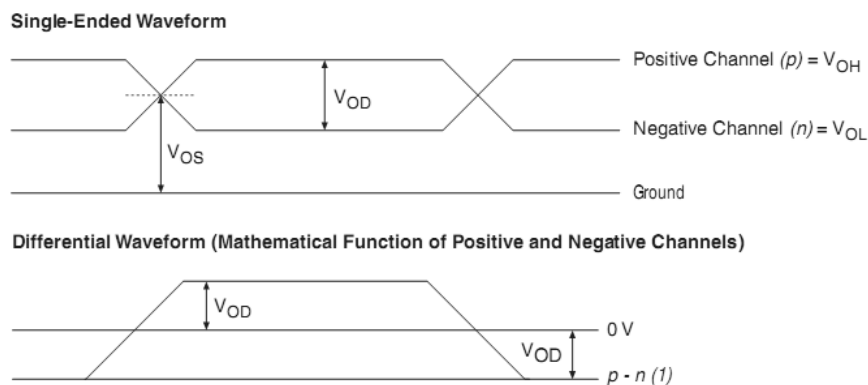 Single-Ended Waveform
Positive Channel (p) = VOH
VOD
Negative Channel (n) = VOL
VOS
Ground
Differential Waveform (Mathematical Function of Positive and Negative Channels)
VOD
0 V
VOD
p - n (1)